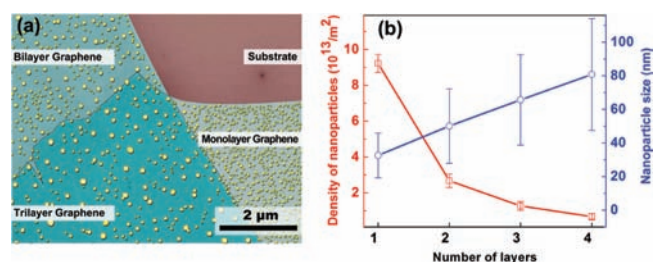 (a)
Bilayer Graphene
Substrate
Monolayer Graphene
Trilayer Graphene
2 μm
(b)
Density of nanoparticles (10¹³/m²)
10
8
6
4
2
1
2
3
4
Number of layers
100
80
60
40
20
0
Nanoparticle size (nm)